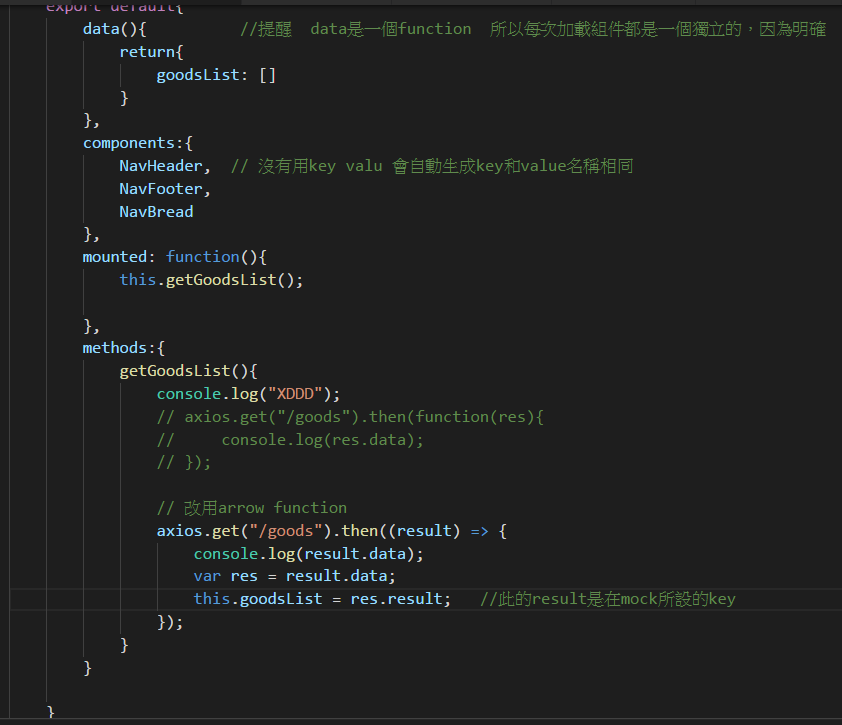 export default{
data(){ //提醒 data是一個function 所以每次加載組件都是一個獨立的，因為明確
return{
goodsList: []
}
},
components:{
NavHeader, // 沒有用key valu 會自動生成key和value名稱相同
NavFooter,
NavBread
},
mounted: function(){
this.getGoodsList();
},
methods:{
getGoodsList(){
console.log("XDDD");
// axios.get("/goods").then(function(res){
// console.log(res.data);
// });
// 改用arrow function
axios.get("/goods").then((result) => {
console.log(result.data);
var res = result.data;
this.goodsList = res.result; //此的result是在mock所設的key
});
}
}
}